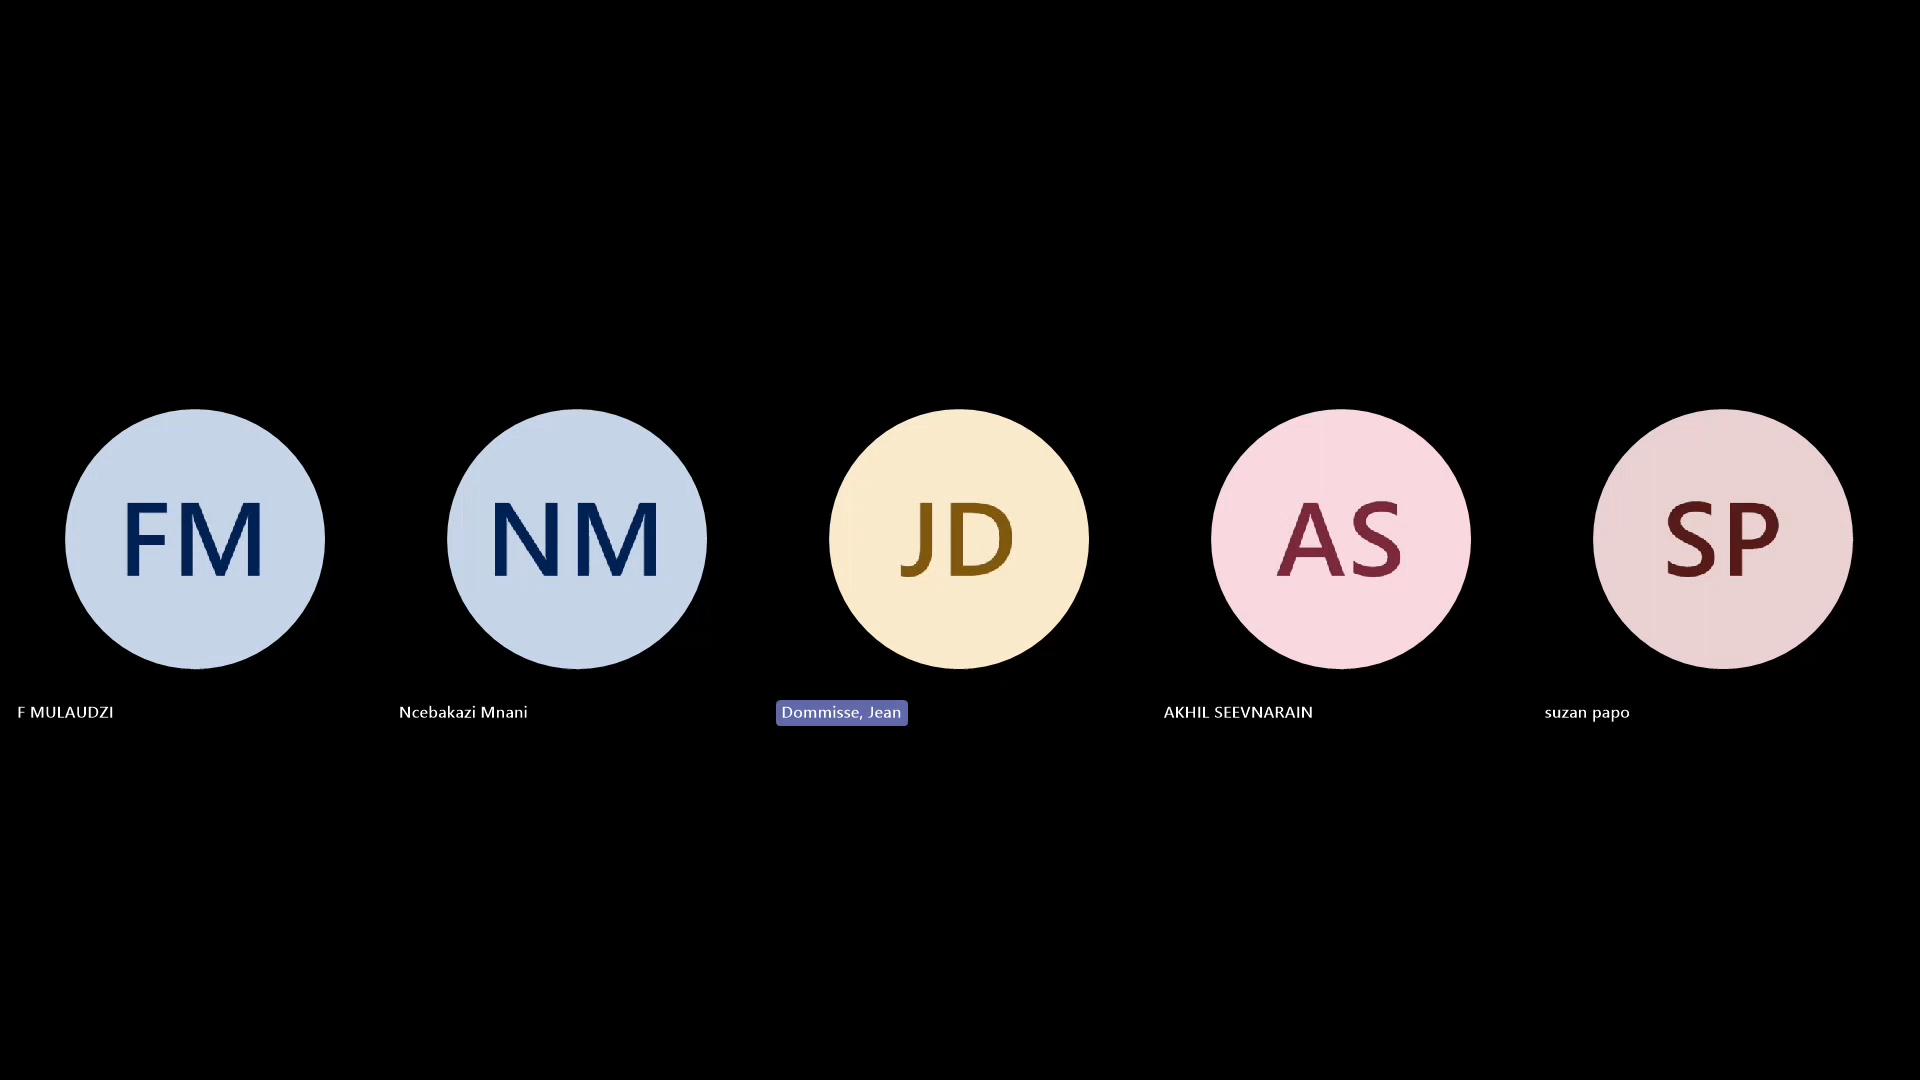 FM
NM
JD
AS
SP
F MULAUDZI
Ncebakazi Mnani
Dommisse, Jean
AKHIL SEEVNARAIN
suzan papo